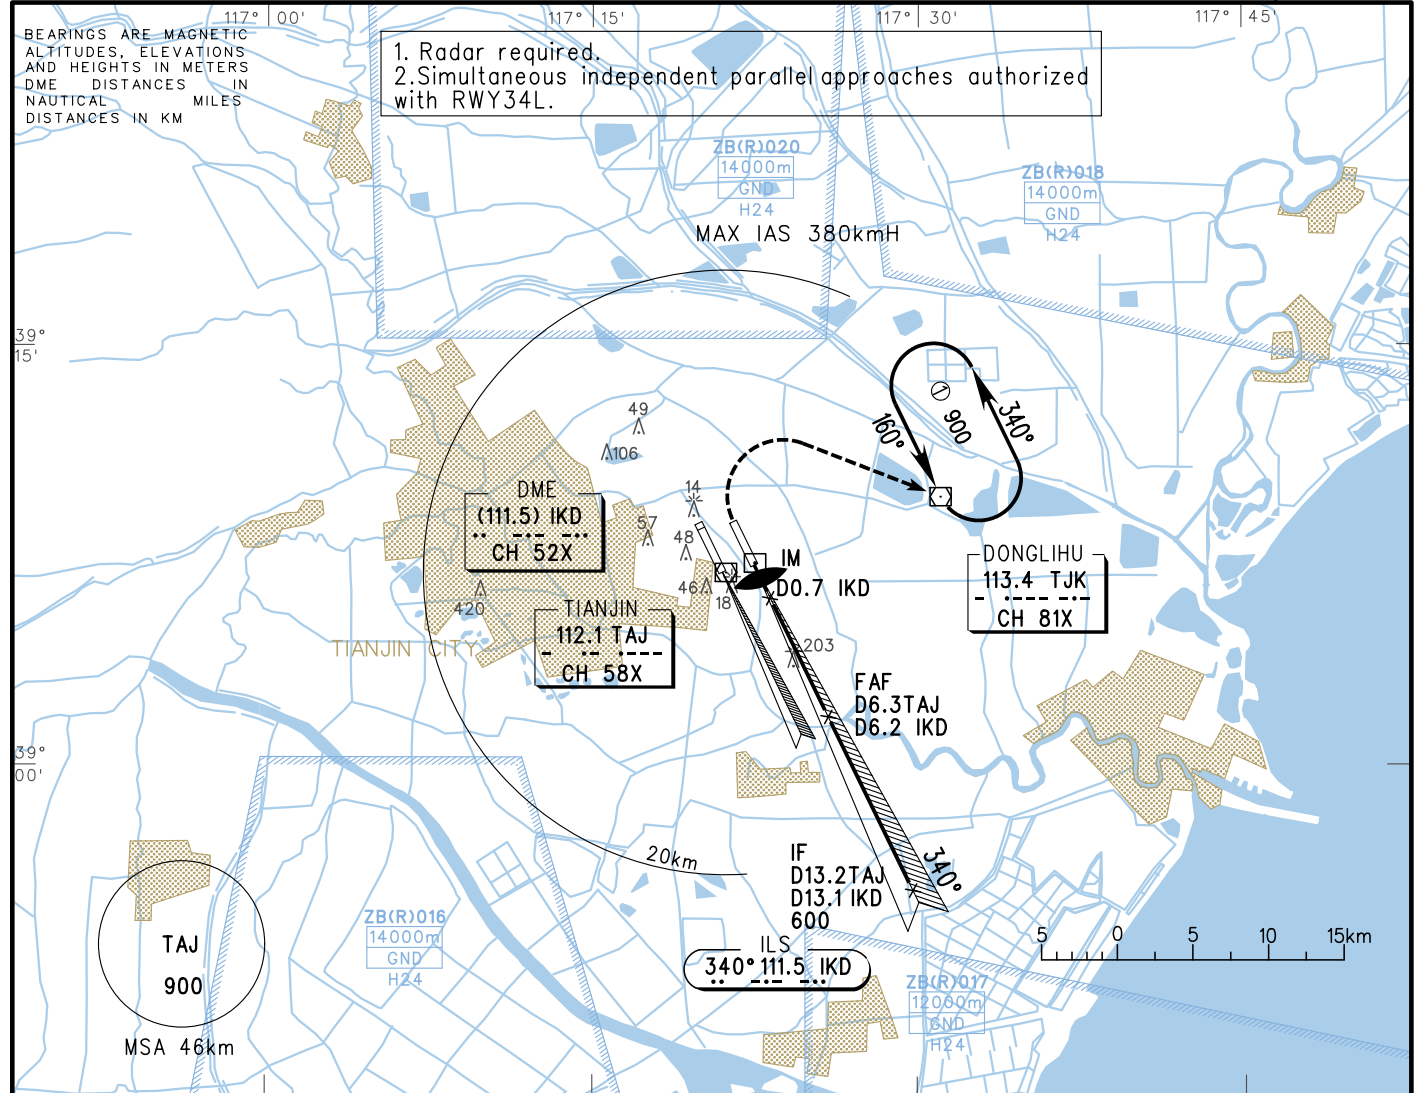 117° 00'
117° 15'
117° 30'
117° 45'
BEARINGS ARE MAGNETIC
ALTITUDES, ELEVATIONS
AND HEIGHTS IN METERS
DME DISTANCES IN
NAUTICAL MILES
DISTANCES IN KM
1. Radar required.
2.Simultaneous independent parallel approaches authorized
with RWY34L.
ZB(R)020
14000m
GND
H24
ZB(R)018
14000m
GND
H24
MAX IAS 380kmH
39°
15'
49
106
160°
1
900
340°
14
57
48
46
18
420
DME
(111.5) IKD
CH 52X
IM
D0.7 IKD
DONGLIHU
113.4 TJK
CH 81X
TIANJIN
112.1 TAJ
CH 58X
TIANJIN CITY
203
FAF
D6.3TAJ
D6.2 IKD
39°
00'
20km
IF
D13.2TAJ
D13.1 IKD
600
340°
ILS
340° 111.5 IKD
ZB(R)016
14000m
GND
H24
5 0 5 10 15km
ZB(R)017
12000m
GND
H24
TAJ
900
MSA 46km